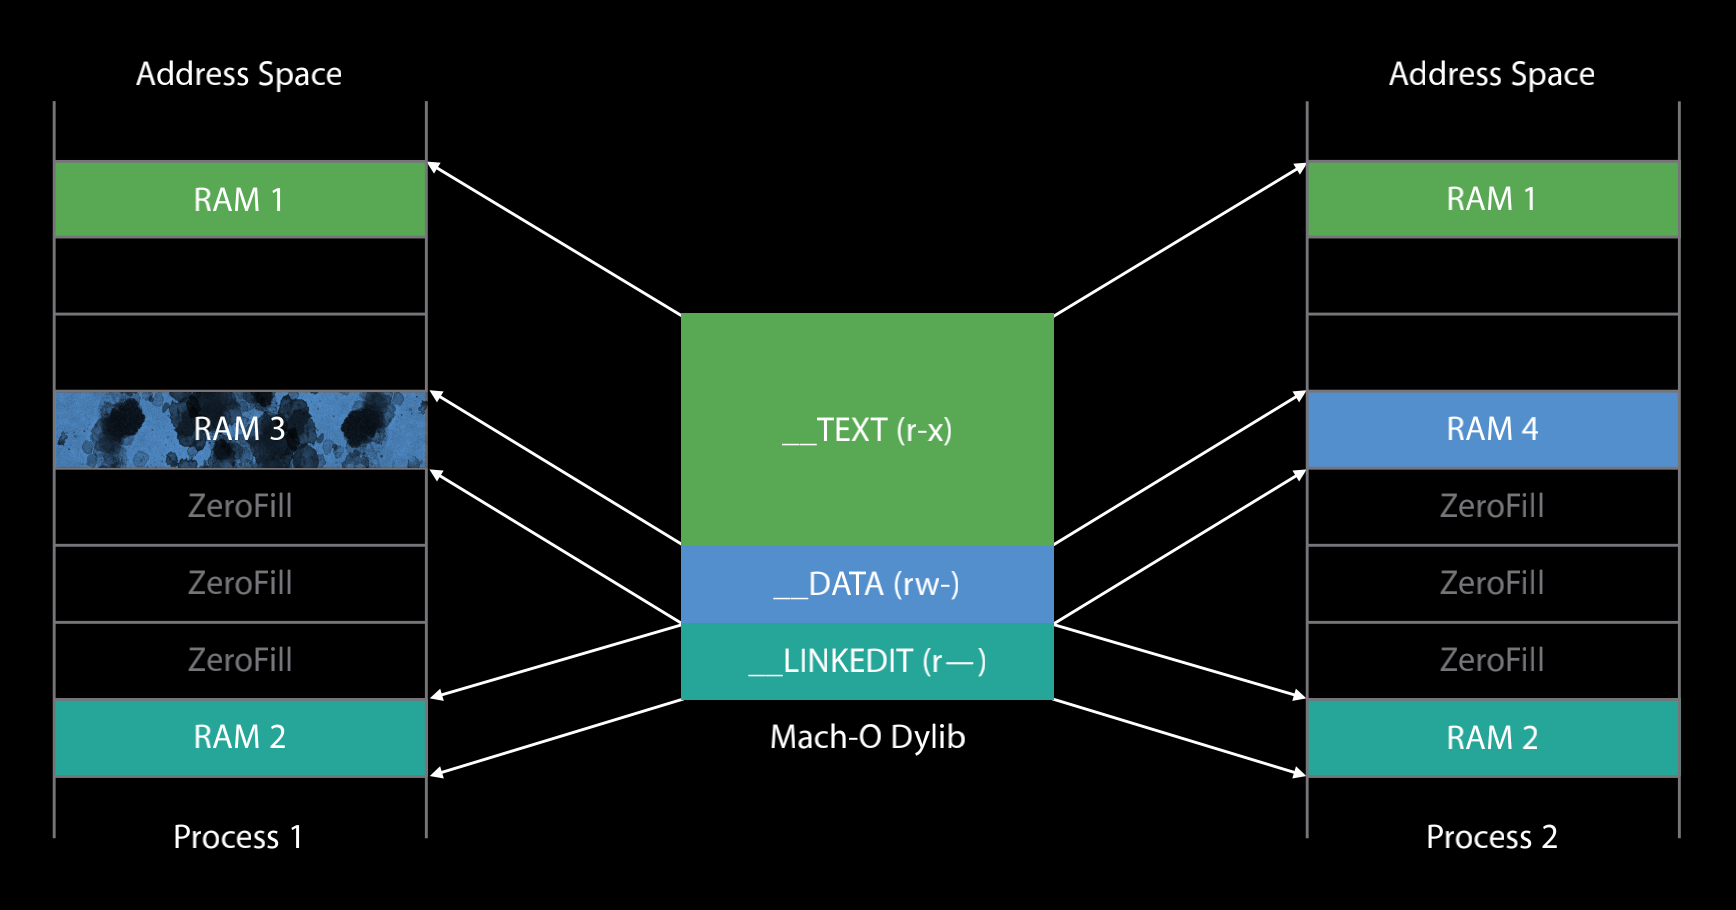 Address Space
RAM 1
RAM 3
ZeroFill
ZeroFill
ZeroFill
RAM 2
Process 1
__TEXT (r-x)
__DATA (rw-)
__LINKEDIT (r—)
Mach-O Dylib
Address Space
RAM 1
RAM 4
ZeroFill
ZeroFill
ZeroFill
RAM 2
Process 2